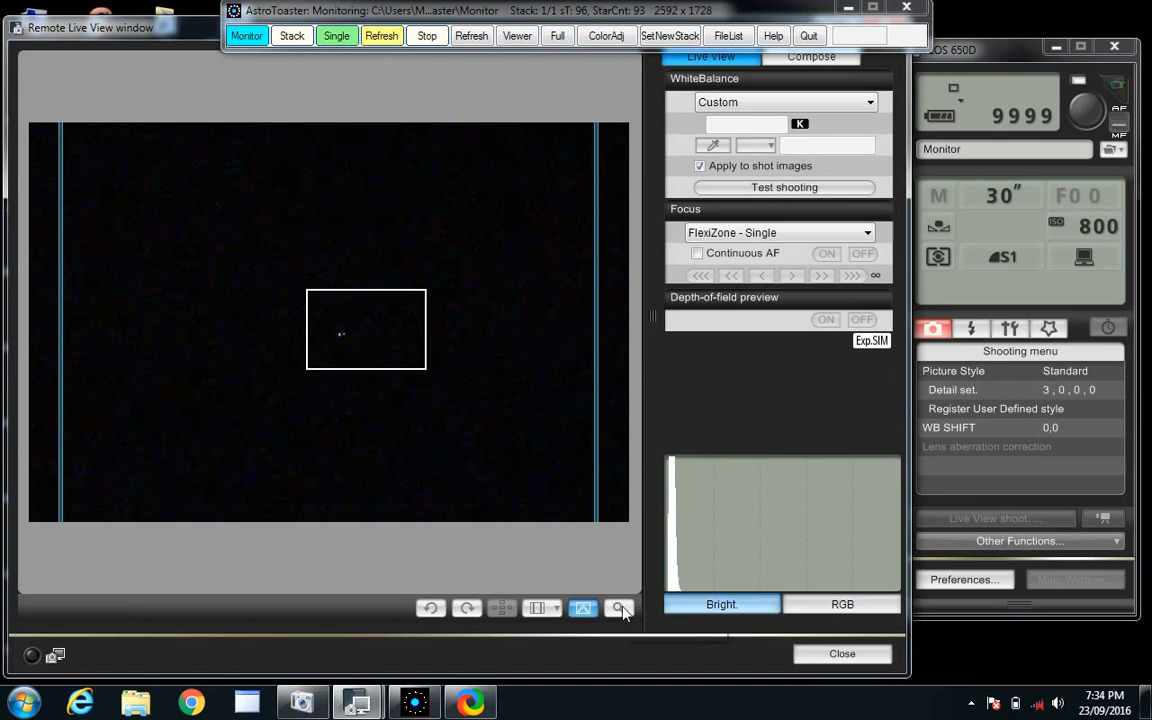 AstroToaster: Monitoring: C:\Users\M...aster\Monitor Stack: 1/1 sT: 96, StarCnt: 93 2592 x 1728
Remote Live View window
Monitor Stack Single Refresh Stop Refresh Viewer Full ColorAdj SetNewStack FileList Help Quit
OS 650D
Live View Compose
WhiteBalance
Custom
K
Apply to shot images
Test shooting
Focus
FlexiZone - Single
Continuous AF ON OFF
<<< << < > >> >>> ∞
Depth-of-field preview
ON OFF
Exp.SIM
Bright. RGB
Close
9999
AF
MF
Monitor
M 30" F00
ISO 800
S1
Shooting menu
Picture Style Standard
Detail set. 3 , 0 , 0 , 0
Register User Defined style
WB SHIFT 0,0
Lens aberration correction
Live View shoot.....
Other Functions...
Preferences... Main Window...
7:34 PM
23/09/2016